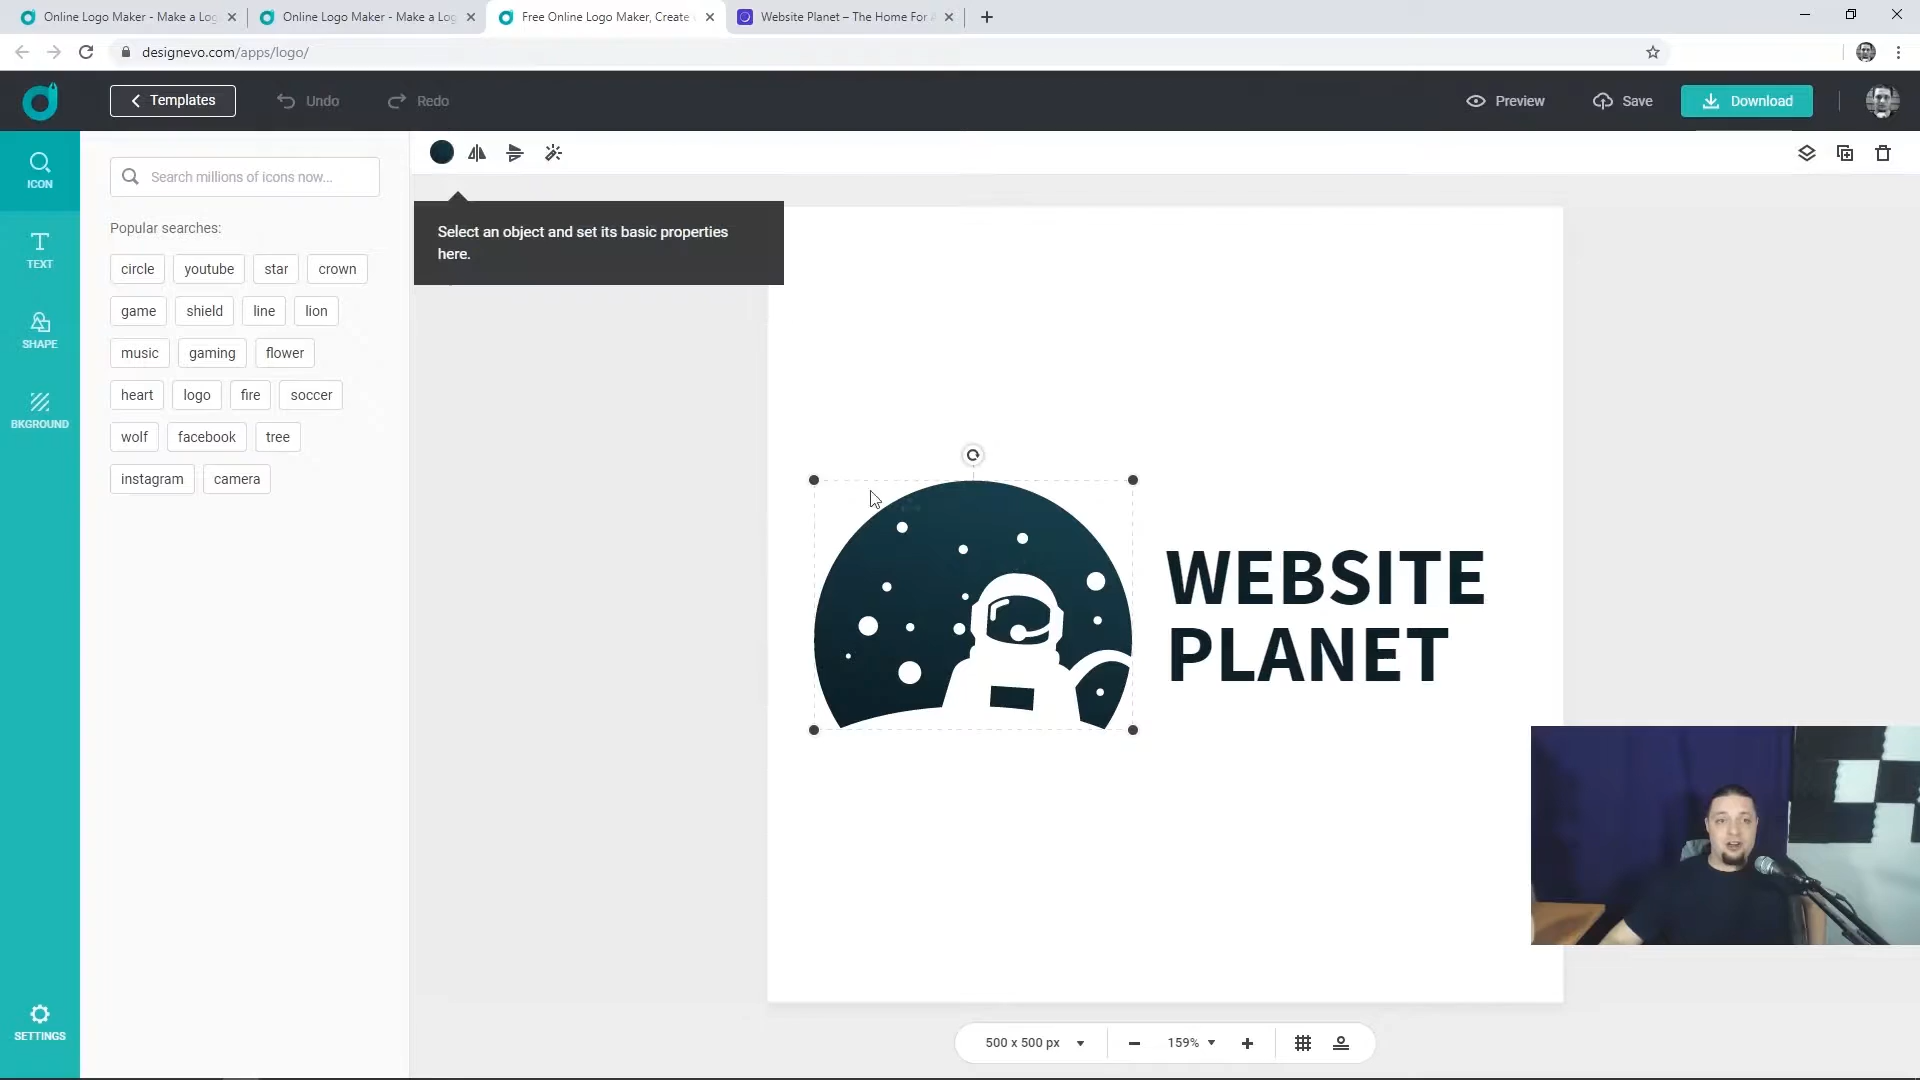 Online Logo Maker - Make a Log
Online Logo Maker - Make a Log
Free Online Logo Maker, Create
Website Planet – The Home For
designevo.com/apps/logo/
Templates
Undo
Redo
Preview
Save
Download
ICON
TEXT
SHAPE
BKGROUND
SETTINGS
Search millions of icons now...
Popular searches:
circle youtube star crown
game shield line lion
music gaming flower
heart logo fire soccer
wolf facebook tree
instagram camera
Select an object and set its basic properties
here.
WEBSITE
PLANET
500 x 500 px
159%